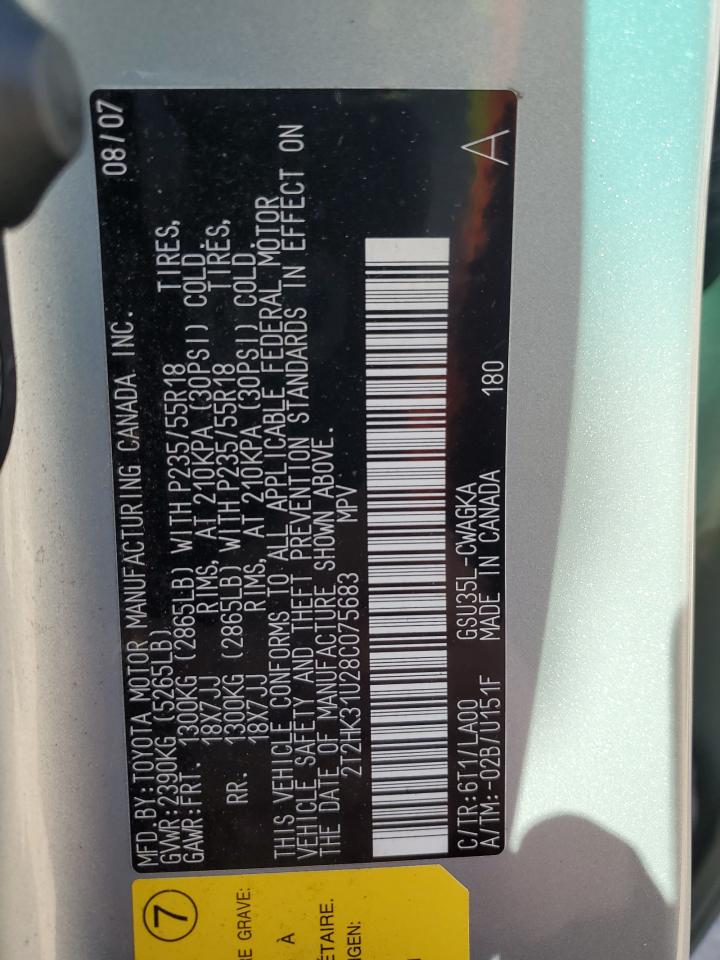 MFD.BY:TOYOTA MOTOR MANUFACTURING CANADA INC. 08/07
GVWR:2390KG (5265LB)
GAWR:FRT. 1300KG (2865LB) WITH P235/55R18 TIRES,
18X7JJ RIMS, AT 210KPA (30PSI) COLD.
RR. 1300KG (2865LB) WITH P235/55R18 TIRES,
18X7JJ RIMS, AT 210KPA (30PSI) COLD.
THIS VEHICLE CONFORMS TO ALL APPLICABLE FEDERAL MOTOR
VEHICLE SAFETY AND THEFT PREVENTION STANDARDS IN EFFECT ON
THE DATE OF MANUFACTURE SHOWN ABOVE.
2T2HK31U28C075683 MPV
C/TR:6T1/LA00 GSU35L-CWAGKA 180 A
A/TM:-02B/U151F MADE IN CANADA
7
RE GRAVE:
À
ÉTAIRE.
NGEN: